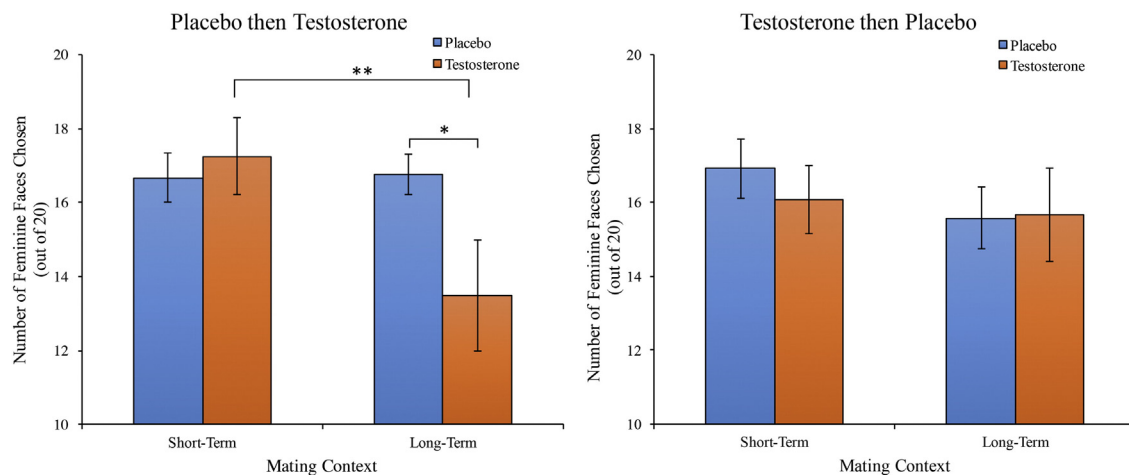 Placebo then Testosterone
Placebo
Testosterone
20
18
16
14
12
10
Number of Feminine Faces Chosen
(out of 20)
**
*
Short-Term
Long-Term
Mating Context
Testosterone then Placebo
Placebo
Testosterone
20
18
16
14
12
10
Number of Feminine Faces Chosen
(out of 20)
Short-Term
Long-Term
Mating Context